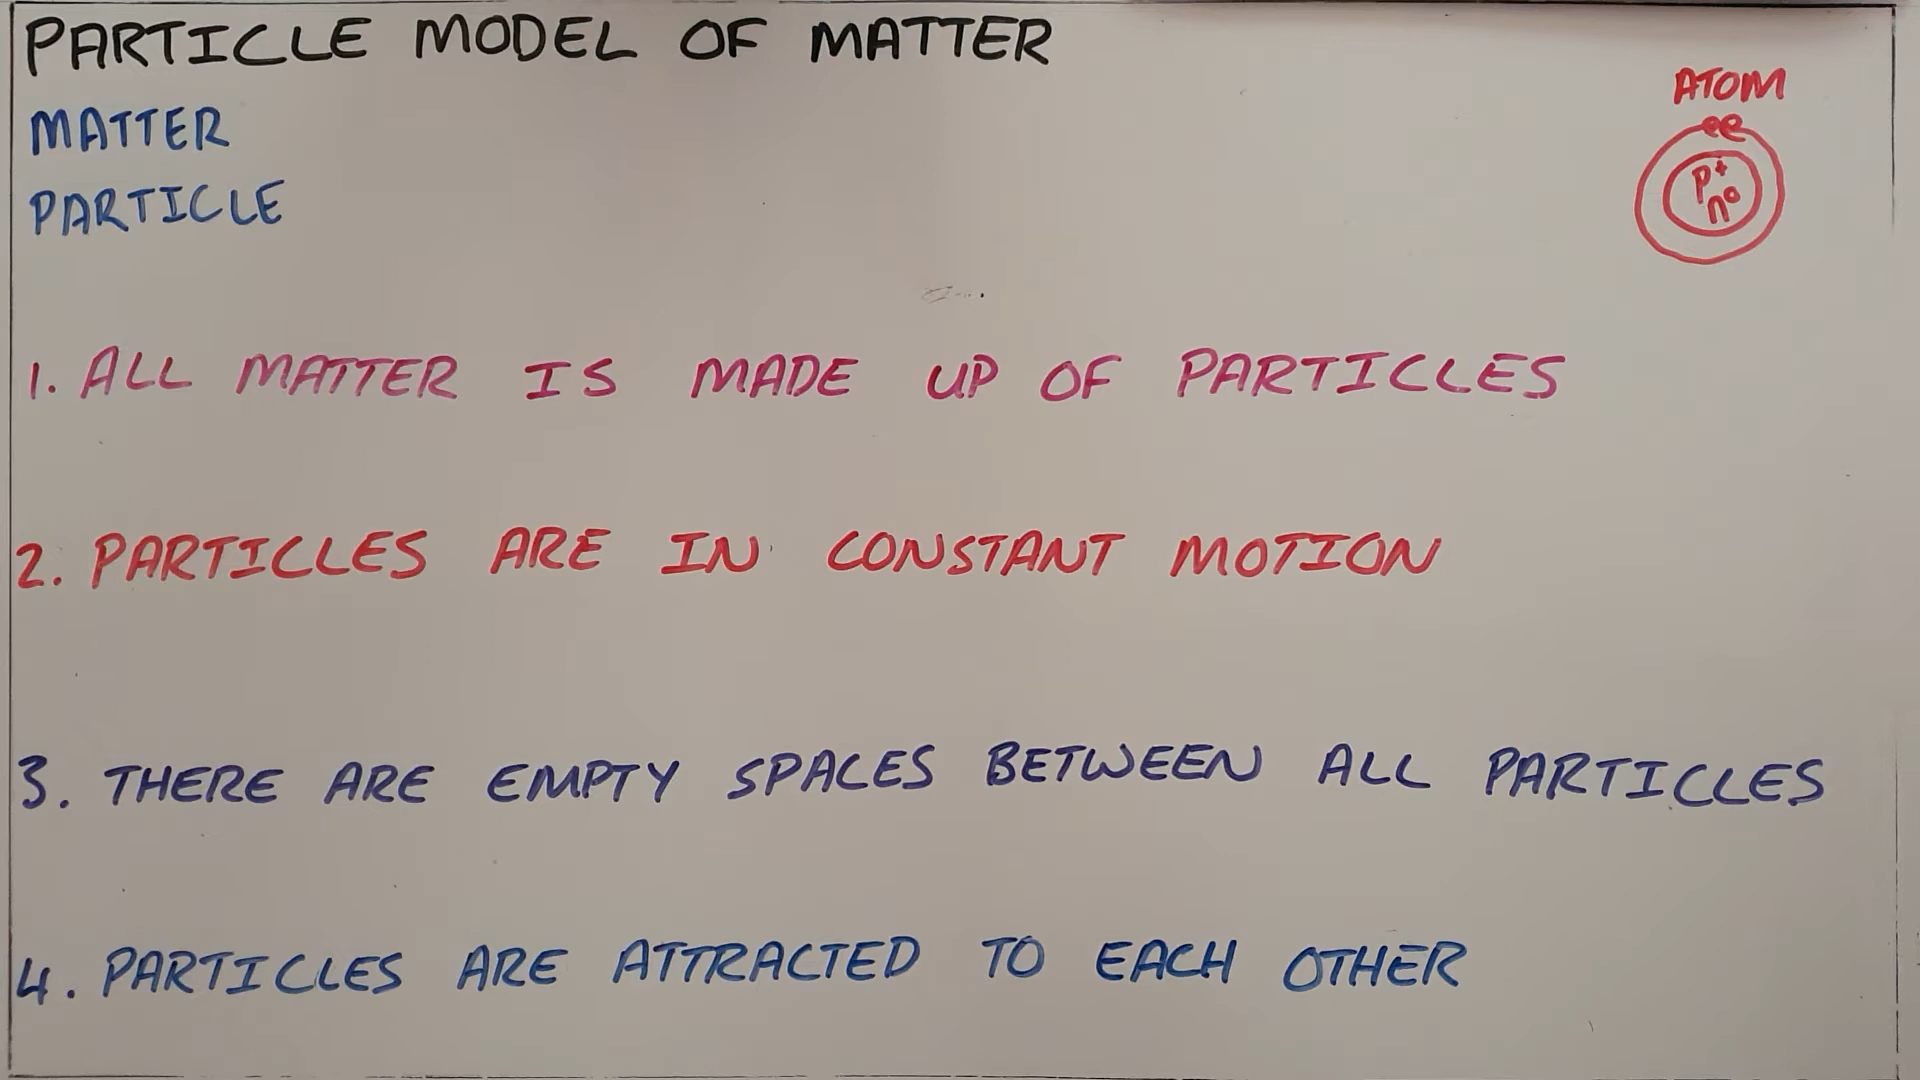 PARTICLE MODEL OF MATTER
MATTER
PARTICLE
ATOM
ee
p+
n0
1. ALL MATTER IS MADE UP OF PARTICLES
2. PARTICLES ARE IN CONSTANT MOTION
3. THERE ARE EMPTY SPACES BETWEEN ALL PARTICLES
4. PARTICLES ARE ATTRACTED TO EACH OTHER